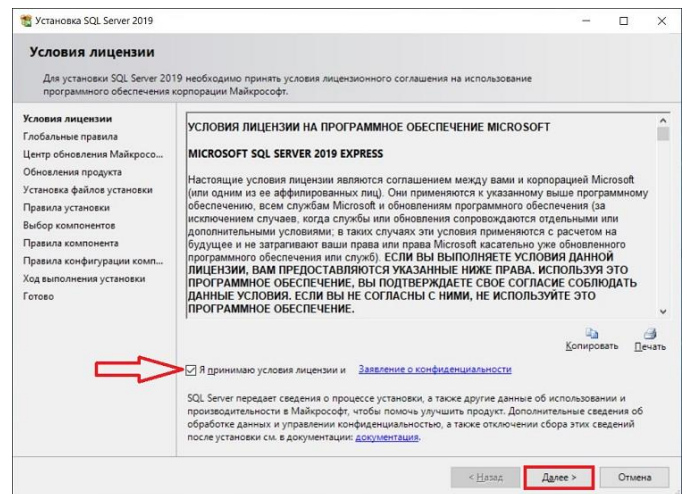 Установка SQL Server 2019
Условия лицензии
Для установки SQL Server 2019 необходимо принять условия лицензионного соглашения на использование
программного обеспечения корпорации Майкрософт.
Условия лицензии
Глобальные правила
Центр обновления Майкросо...
Обновления продукта
Установка файлов установки
Правила установки
Выбор компонентов
Правила компонента
Правила конфигурации комп...
Ход выполнения установки
Готово
УСЛОВИЯ ЛИЦЕНЗИИ НА ПРОГРАММНОЕ ОБЕСПЕЧЕНИЕ MICROSOFT
MICROSOFT SQL SERVER 2019 EXPRESS
Настоящие условия лицензии являются соглашением между вами и корпорацией Microsoft
(или одним из ее аффилированных лиц). Они применяются к указанному выше программному
обеспечению, всем службам Microsoft и обновлениям программного обеспечения (за
исключением случаев, когда службы или обновления сопровождаются отдельными или
дополнительными условиями; в таких случаях эти условия применяются с расчетом на
будущее и не затрагивают ваши права или права Microsoft касательно уже обновленного
программного обеспечения или служб). ЕСЛИ ВЫ ВЫПОЛНЯЕТЕ УСЛОВИЯ ДАННОЙ
ЛИЦЕНЗИИ, ВАМ ПРЕДОСТАВЛЯЮТСЯ УКАЗАННЫЕ НИЖЕ ПРАВА. ИСПОЛЬЗУЯ ЭТО
ПРОГРАММНОЕ ОБЕСПЕЧЕНИЕ, ВЫ ПОДТВЕРЖДАЕТЕ СВОЕ СОГЛАСИЕ СОБЛЮДАТЬ
ДАННЫЕ УСЛОВИЯ. ЕСЛИ ВЫ НЕ СОГЛАСНЫ С НИМИ, НЕ ИСПОЛЬЗУЙТЕ ЭТО
ПРОГРАММНОЕ ОБЕСПЕЧЕНИЕ.
Копировать Печать
Я принимаю условия лицензии и Заявление о конфиденциальности
SQL Server передает сведения о процессе установки, а также другие данные об использовании и
производительности в Майкрософт, чтобы помочь улучшить продукт. Дополнительные сведения об
обработке данных и управлении конфиденциальностью, а также отключении сбора этих сведений
после установки см. в документации: документация.
< Назад Далее > Отмена